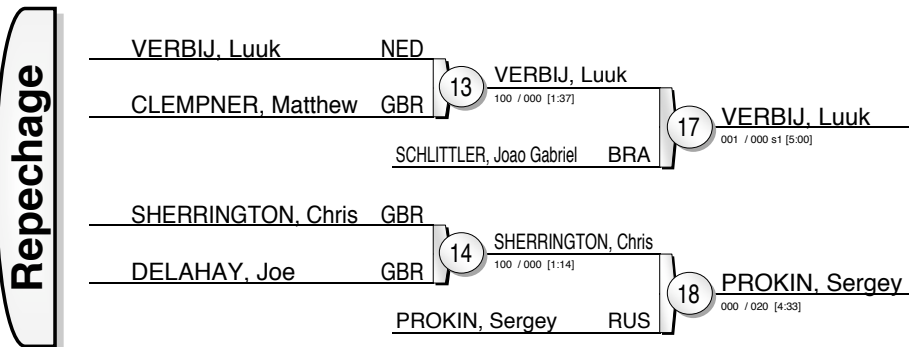 Repechage
VERBIJ, Luuk NED
CLEMPNER, Matthew GBR
13
VERBIJ, Luuk
100 / 000 [1:37]
SCHLITTLER, Joao Gabriel BRA
17
VERBIJ, Luuk
001 / 000 s1 [5:00]
SHERRINGTON, Chris GBR
DELAHAY, Joe GBR
14
SHERRINGTON, Chris
100 / 000 [1:14]
PROKIN, Sergey RUS
18
PROKIN, Sergey
000 / 020 [4:33]